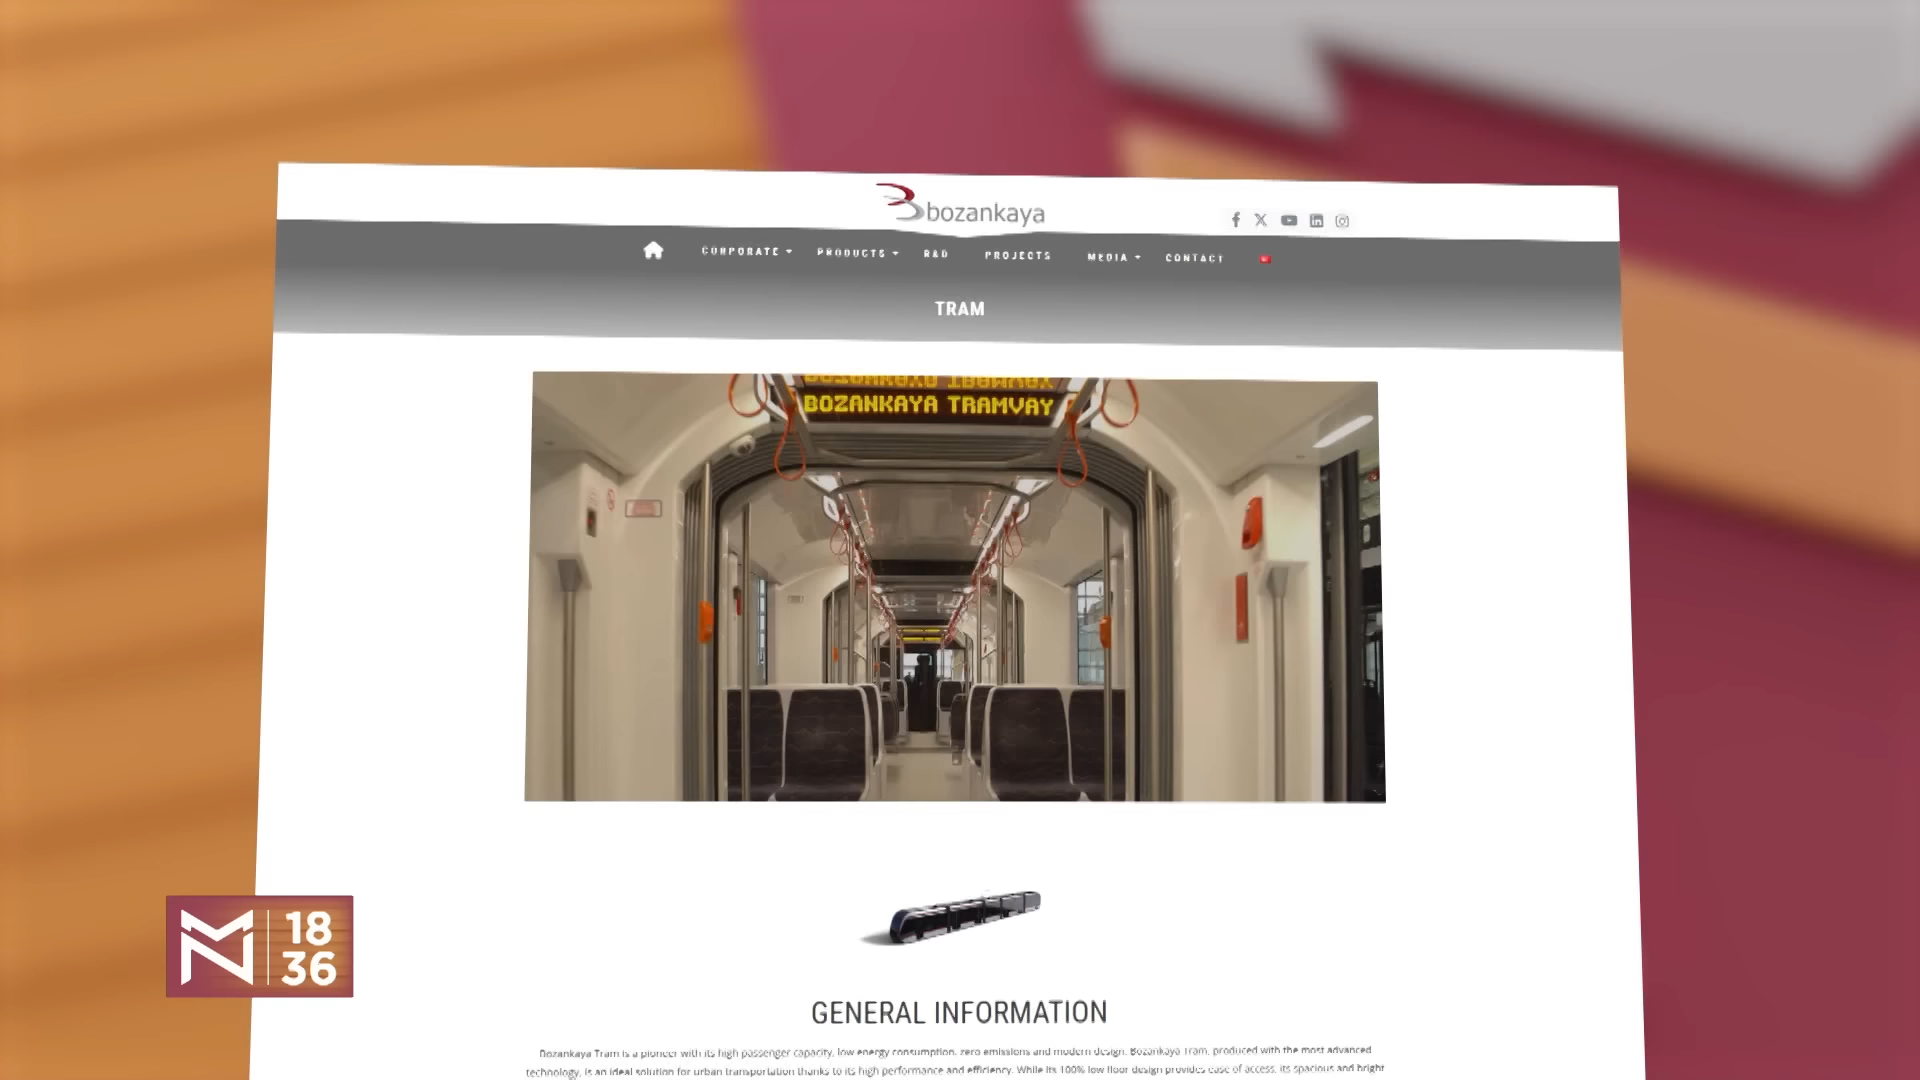 bozankaya
CORPORATE PRODUCTS R&D PROJECTS MEDIA CONTACT
TRAM
BOZANKAYA TRAMVAY
GENERAL INFORMATION
Bozankaya Tram is a pioneer with its high passenger capacity, low energy consumption, zero emissions and modern design. Bozankaya Tram, produced with the most advanced
technology, is an ideal solution for urban transportation thanks to its high performance and efficiency. While its 100% low floor design provides ease of access, its spacious and bright
18
36